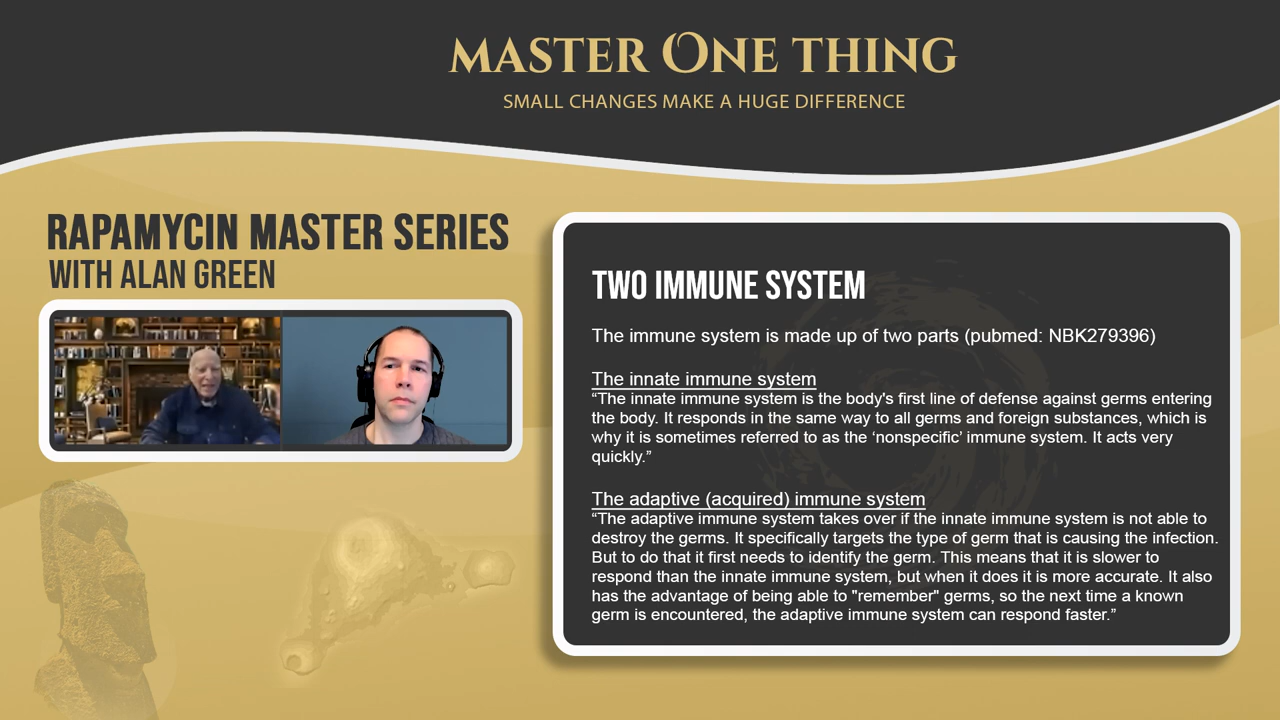 MASTER ONE THING
SMALL CHANGES MAKE A HUGE DIFFERENCE
RAPAMYCIN MASTER SERIES
WITH ALAN GREEN
TWO IMMUNE SYSTEM
The immune system is made up of two parts (pubmed: NBK279396)
The innate immune system
“The innate immune system is the body's first line of defense against germs entering
the body. It responds in the same way to all germs and foreign substances, which is
why it is sometimes referred to as the ‘nonspecific’ immune system. It acts very
quickly.”
The adaptive (acquired) immune system
“The adaptive immune system takes over if the innate immune system is not able to
destroy the germs. It specifically targets the type of germ that is causing the infection.
But to do that it first needs to identify the germ. This means that it is slower to
respond than the innate immune system, but when it does it is more accurate. It also
has the advantage of being able to "remember" germs, so the next time a known
germ is encountered, the adaptive immune system can respond faster.”